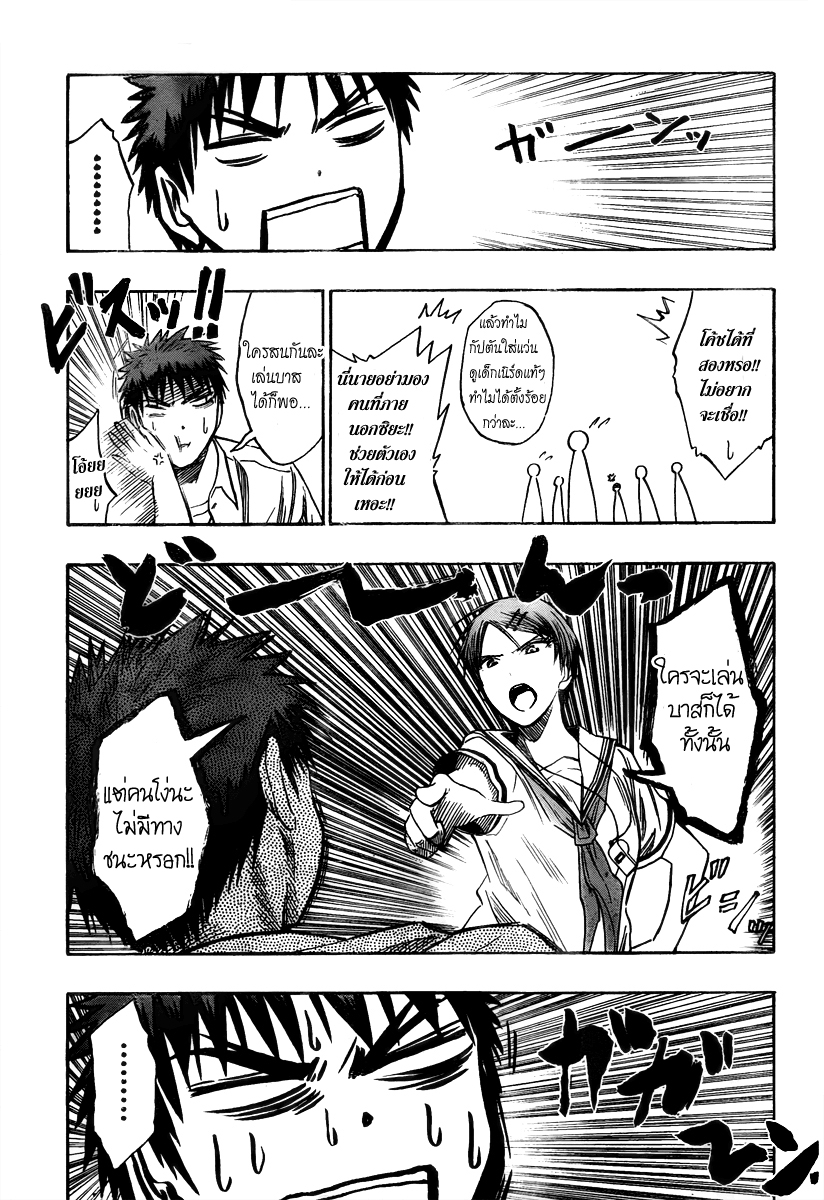 ガーンッ
..........
โค้ชได้ที่
สองหรอ!!
ไม่อยาก
จะเชื่อ!!
แล้วทำไม
กัปตันใส่แว่น
ดูเด็กเนิร์ดแท้ๆ
ทำไมได้ตั้งร้อย
กว่าละ...
นี่นายอย่ามอง
คนที่ภาย
นอกซิยะ!!
ช่วยตัวเอง
ให้ได้ก่อน
เหอะ!!
ビスッ!!
ใครสนกันละ
เล่นบาส
ได้ก็พอ...
โอ้ยย
ยยยู
どーんっ
ใครจะเล่น
บาสก็ได้
ทั้งนั้น
แต่คนโง่นะ
ไม่มีทาง
ชนะหรอก!!
ビシッ
ガガガーン
..........